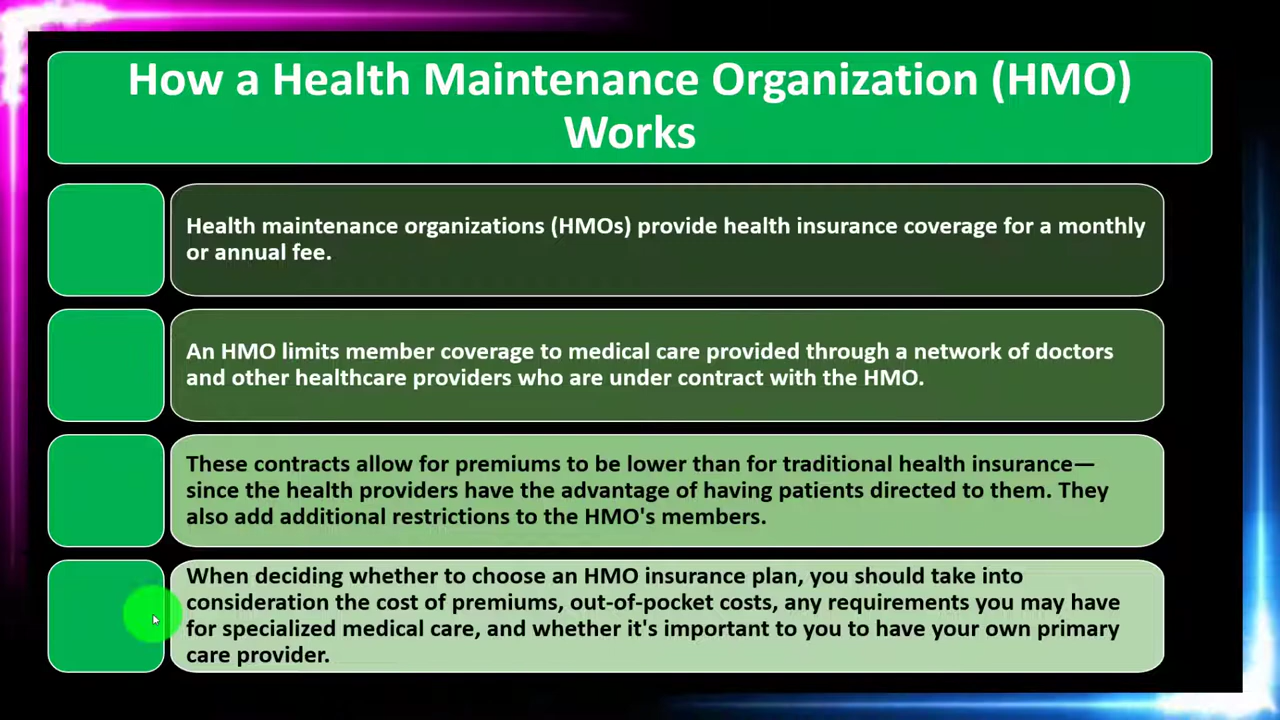 How a Health Maintenance Organization (HMO)
Works
Health maintenance organizations (HMOs) provide health insurance coverage for a monthly
or annual fee.
An HMO limits member coverage to medical care provided through a network of doctors
and other healthcare providers who are under contract with the HMO.
These contracts allow for premiums to be lower than for traditional health insurance—
since the health providers have the advantage of having patients directed to them. They
also add additional restrictions to the HMO's members.
When deciding whether to choose an HMO insurance plan, you should take into
consideration the cost of premiums, out-of-pocket costs, any requirements you may have
for specialized medical care, and whether it's important to you to have your own primary
care provider.